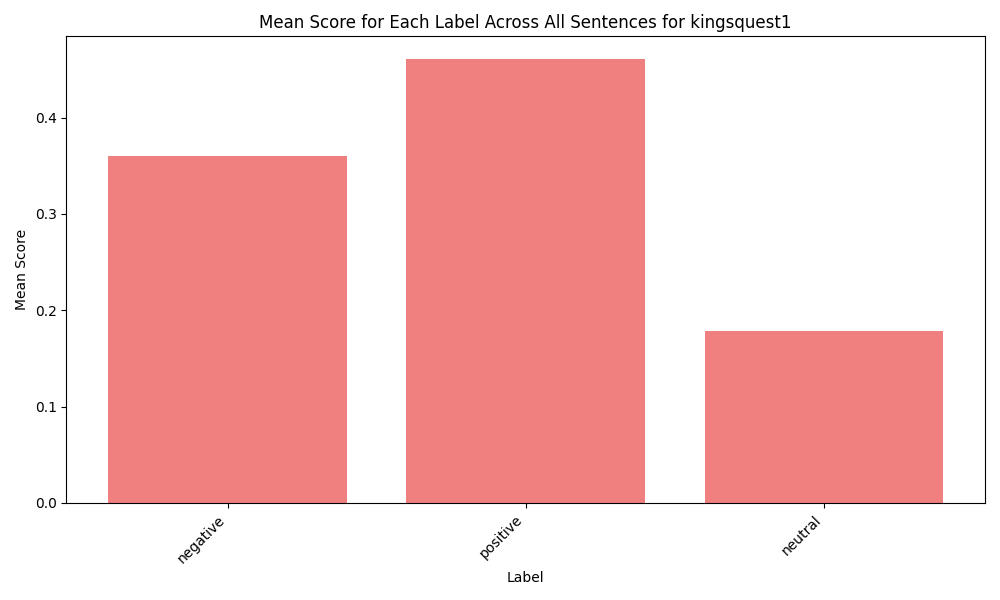 Mean Score for Each Label Across All Sentences for kingsquest1
Mean Score
0.4
0.3
0.2
0.1
0.0
negative
positive
neutral
Label